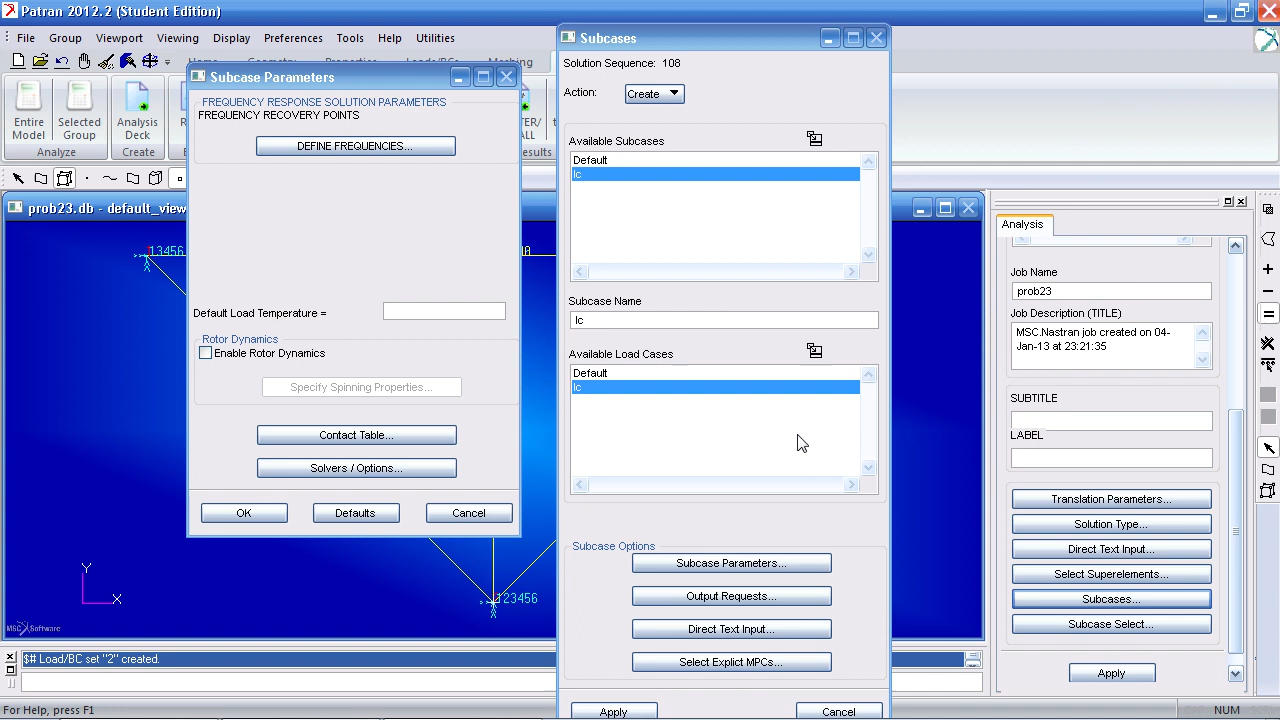 Patran 2012.2 (Student Edition)
File Group Viewport Viewing Display Preferences Tools Help Utilities
Entire Model
Selected Group
Analysis Deck
Analyze
Create
Subcase Parameters
FREQUENCY RESPONSE SOLUTION PARAMETERS
FREQUENCY RECOVERY POINTS
DEFINE FREQUENCIES...
Default Load Temperature =
Rotor Dynamics
Enable Rotor Dynamics
Specify Spinning Properties...
Contact Table...
Solvers / Options...
OK Defaults Cancel
Subcases
Solution Sequence: 108
Action: Create
Available Subcases
Default
lc
Subcase Name
lc
Available Load Cases
Default
lc
Subcase Options
Subcase Parameters...
Output Requests...
Direct Text Input...
Select Explict MPCs...
Apply Cancel
prob23.db - default_view
13456
123456
Y
X
MSC Software
Analysis
Job Name
prob23
Job Description (TITLE)
MSC.Nastran job created on 04-
Jan-13 at 23:21:35
SUBTITLE
LABEL
Translation Parameters...
Solution Type...
Direct Text Input...
Select Superelements...
Subcases...
Subcase Select...
Apply
$# Load/BC set "2" created.
For Help, press F1
NUM